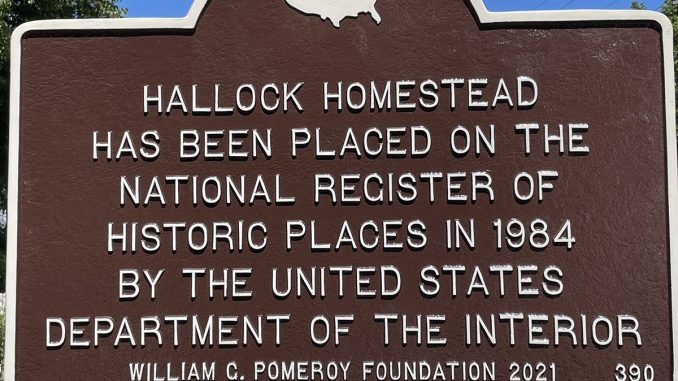 HALLOCK HOMESTEAD
HAS BEEN PLACED ON THE
NATIONAL REGISTER OF
HISTORIC PLACES IN 1984
BY THE UNITED STATES
DEPARTMENT OF THE INTERIOR
WILLIAM G. POMEROY FOUNDATION 2021 390